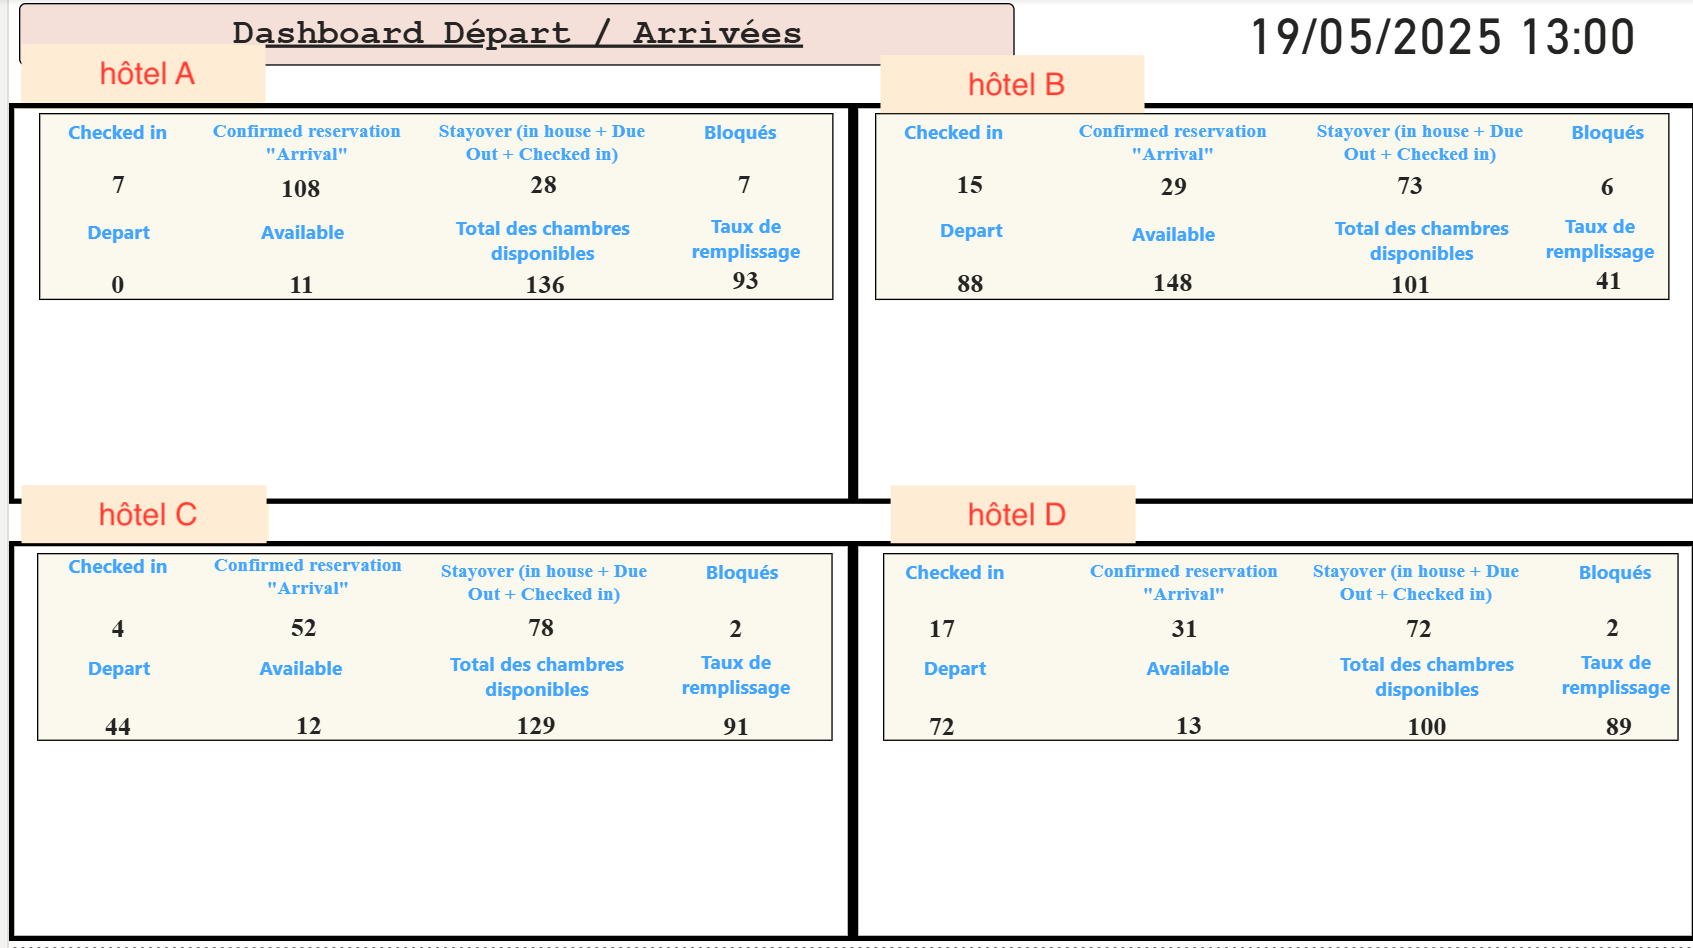 Dashboard Départ / Arrivées
19/05/2025 13:00
hôtel A
Checked in
Confirmed reservation
"Arrival"
Stayover (in house + Due
Out + Checked in)
Bloqués
7
108
28
7
Depart
Available
Total des chambres
disponibles
Taux de
remplissage
0
11
136
93
hôtel B
Checked in
Confirmed reservation
"Arrival"
Stayover (in house + Due
Out + Checked in)
Bloqués
15
29
73
6
Depart
Available
Total des chambres
disponibles
Taux de
remplissage
88
148
101
41
hôtel C
Checked in
Confirmed reservation
"Arrival"
Stayover (in house + Due
Out + Checked in)
Bloqués
4
52
78
2
Depart
Available
Total des chambres
disponibles
Taux de
remplissage
44
12
129
91
hôtel D
Checked in
Confirmed reservation
"Arrival"
Stayover (in house + Due
Out + Checked in)
Bloqués
17
31
72
2
Depart
Available
Total des chambres
disponibles
Taux de
remplissage
72
13
100
89